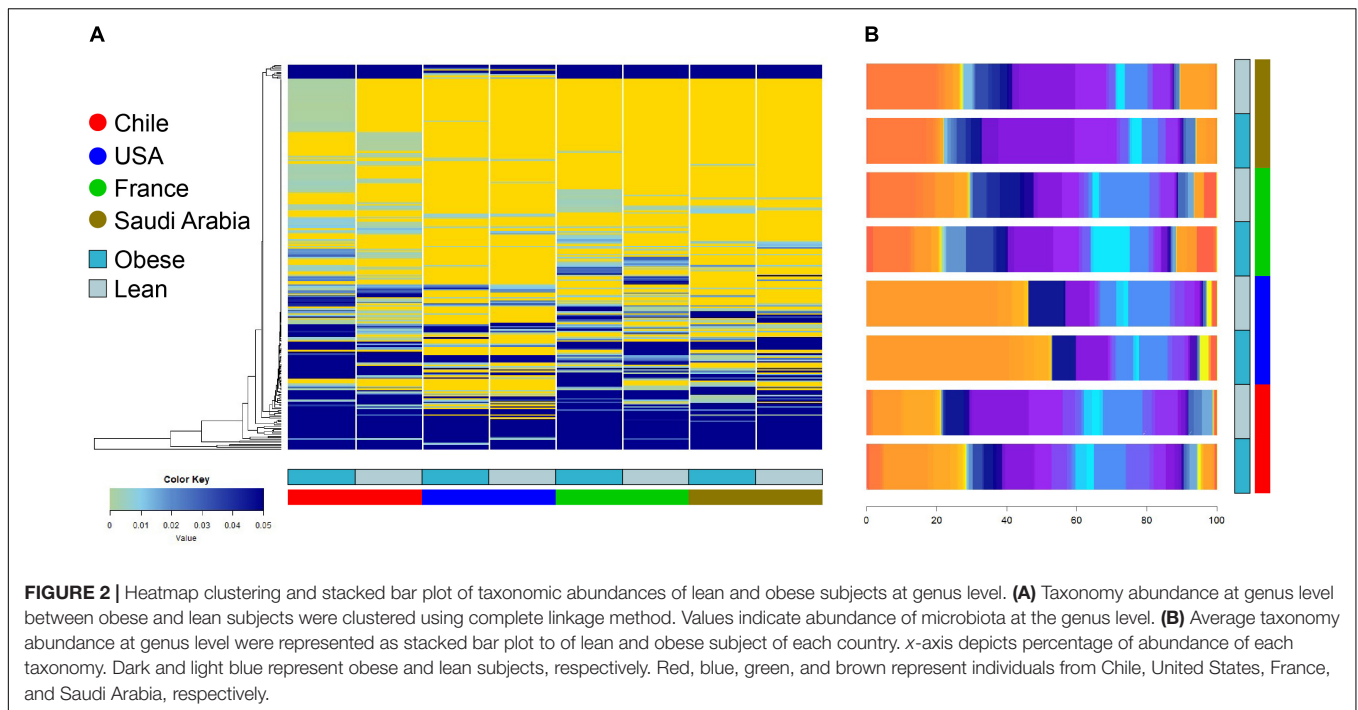 A
B
Chile
USA
France
Saudi Arabia
Obese
Lean
Color Key
0 0.01 0.02 0.03 0.04 0.05
Value
0 20 40 60 80 100
FIGURE 2 | Heatmap clustering and stacked bar plot of taxonomic abundances of lean and obese subjects at genus level. (A) Taxonomy abundance at genus level
between obese and lean subjects were clustered using complete linkage method. Values indicate abundance of microbiota at the genus level. (B) Average taxonomy
abundance at genus level were represented as stacked bar plot to of lean and obese subject of each country. x-axis depicts percentage of abundance of each
taxonomy. Dark and light blue represent obese and lean subjects, respectively. Red, blue, green, and brown represent individuals from Chile, United States, France,
and Saudi Arabia, respectively.